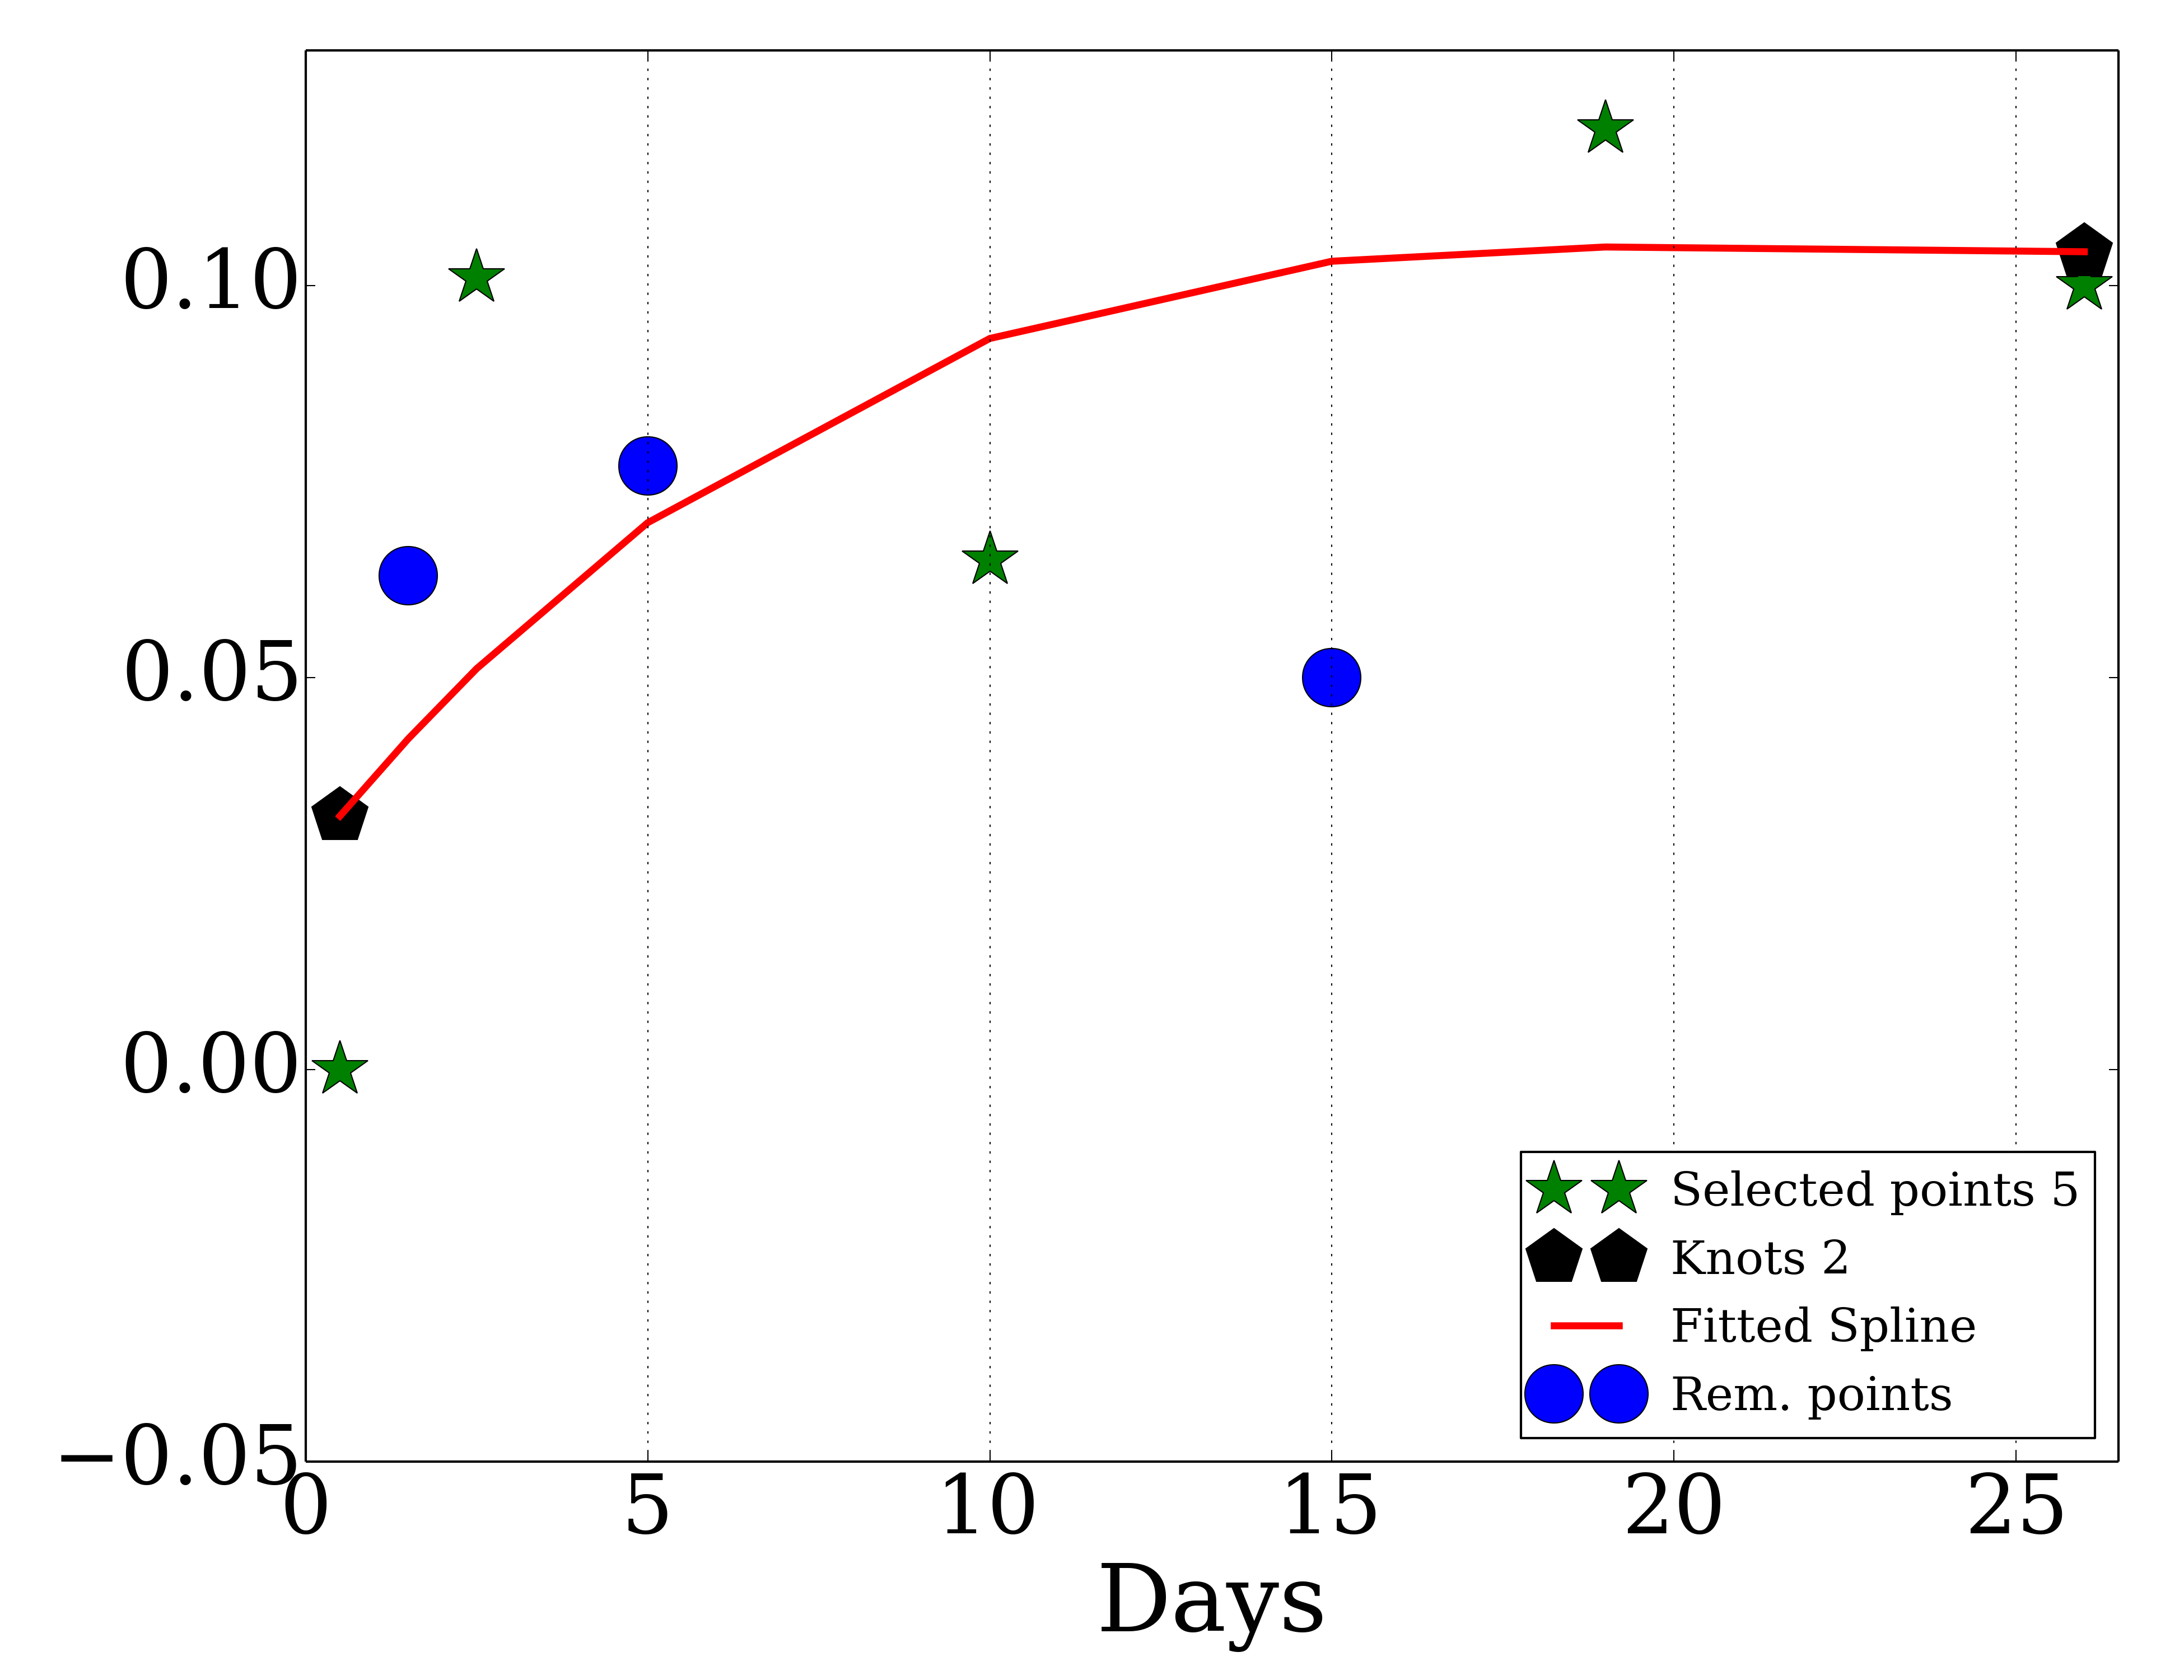 0.10
0.05
0.00
−0.05
0 5 10 15 20 25
Days
Selected points 5
Knots 2
Fitted Spline
Rem. points